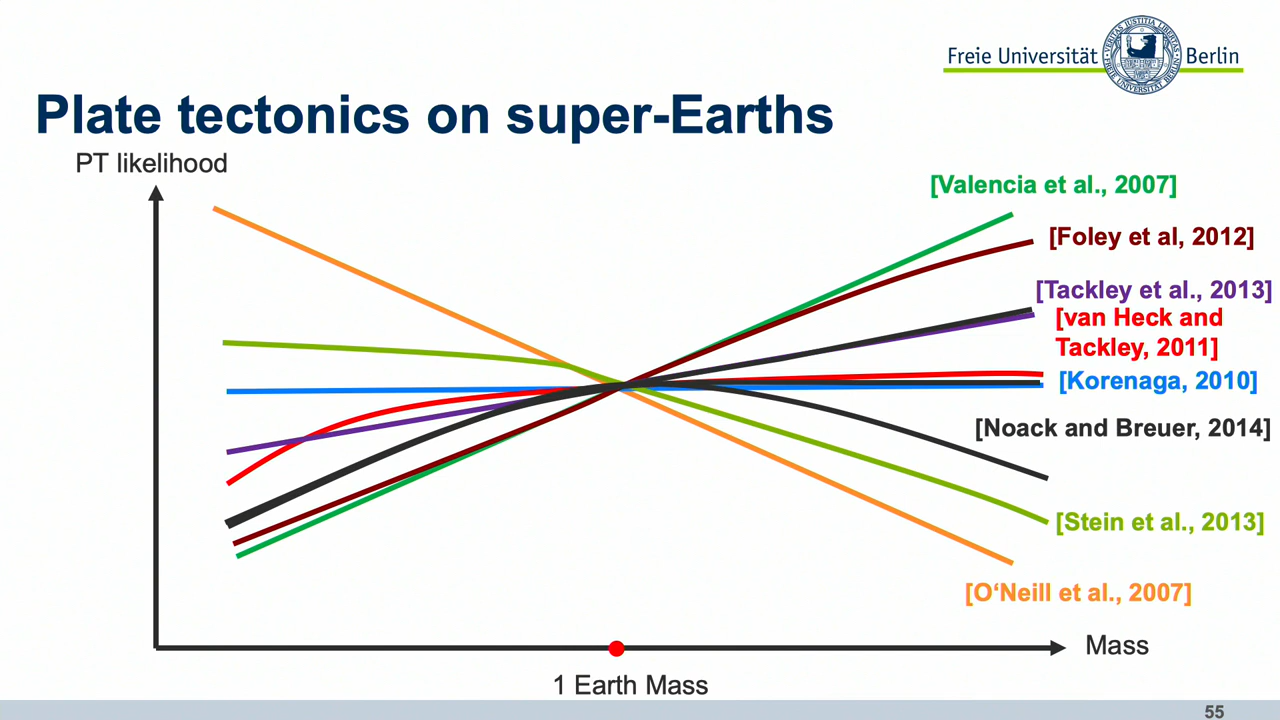 Freie Universität Berlin
Plate tectonics on super-Earths
PT likelihood
[Valencia et al., 2007]
[Foley et al, 2012]
[Tackley et al., 2013]
[van Heck and
Tackley, 2011]
[Korenaga, 2010]
[Noack and Breuer, 2014]
[Stein et al., 2013]
[O‘Neill et al., 2007]
Mass
1 Earth Mass
55